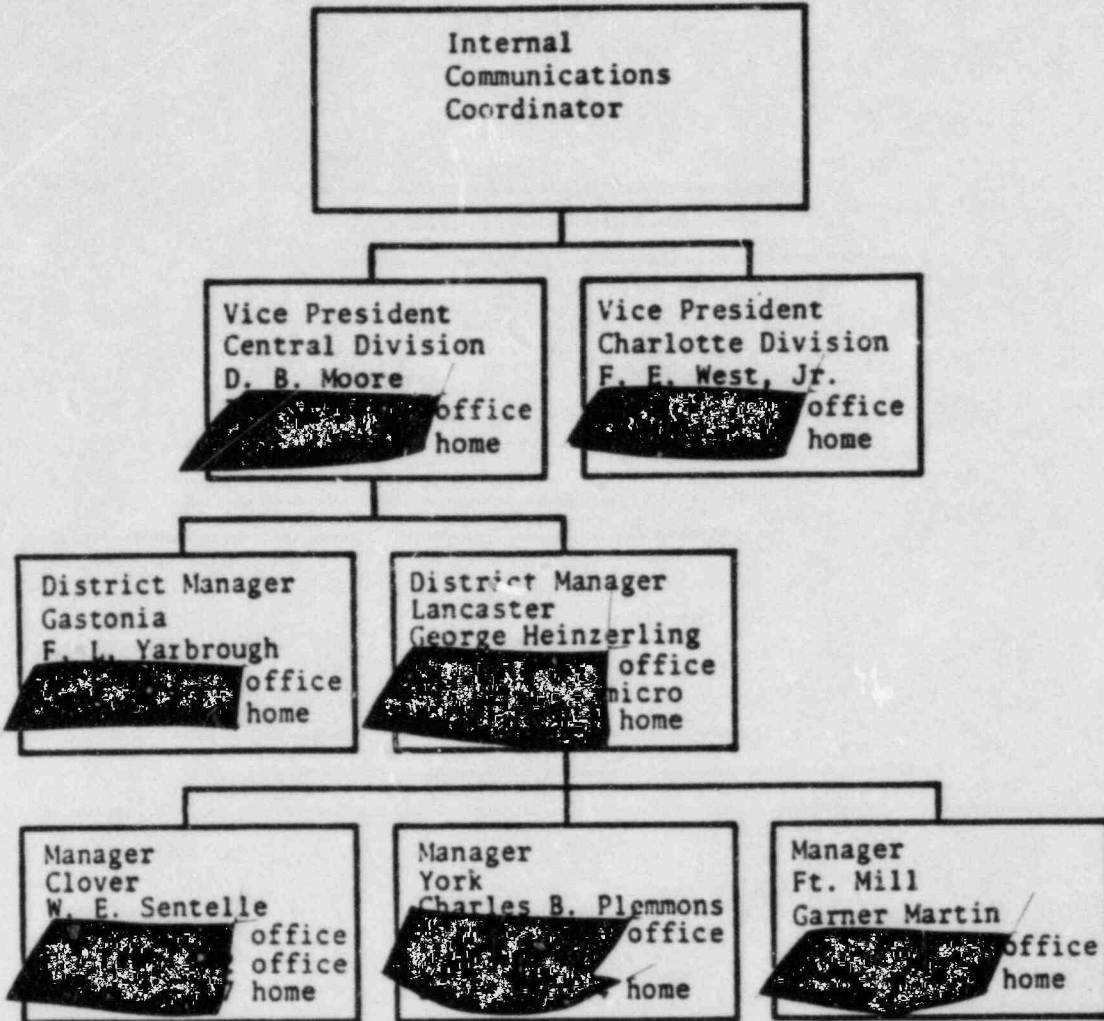 Internal
Communications
Coordinator
Vice President
Central Division
D. B. Moore
office
home
Vice President
Charlotte Division
F. E. West, Jr.
office
home
District Manager
Gastonia
F. L. Yarbrough
office
home
District Manager
Lancaster
George Heinzerling
office
micro
home
Manager
Clover
W. E. Sentelle
office
office
home
Manager
York
Charles B. Plemmons
office
home
Manager
Ft. Mill
Garner Martin
office
home